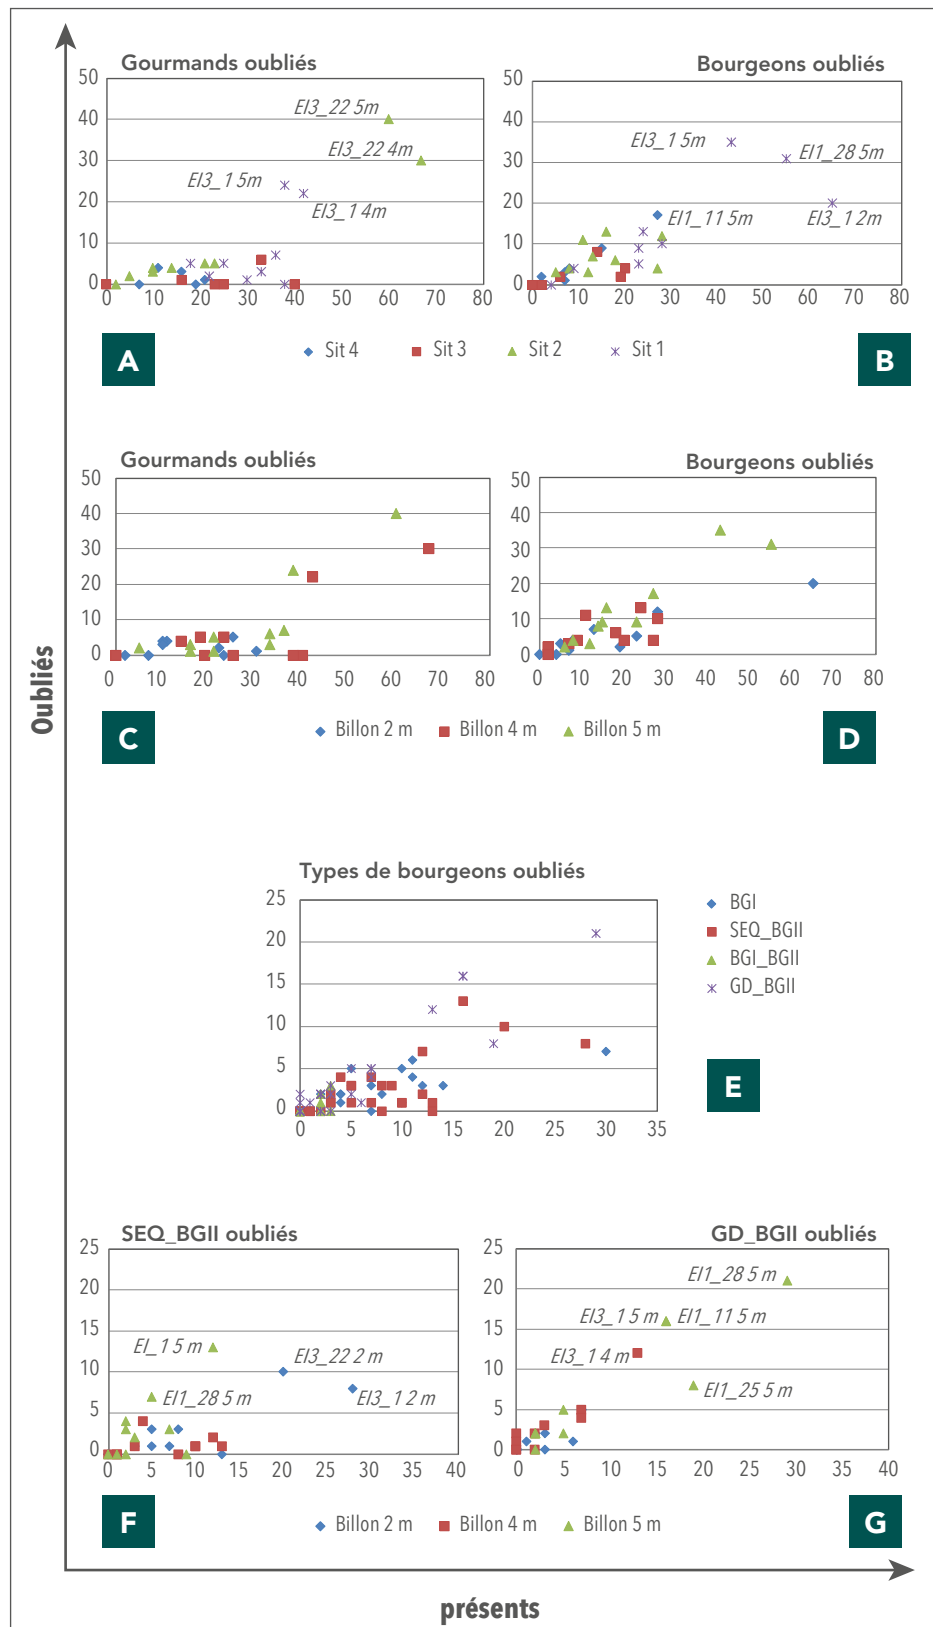 Oubliés
Gourmands oubliés
50
40
30
20
10
0
0 10 20 30 40 50 60 70 80
EI3_22 5m
EI3_22 4m
EI3_1 5m
EI3_1 4m
A
Bourgeons oubliés
50
40
30
20
10
0
0 10 20 30 40 50 60 70 80
EI3_1 5m
EI1_28 5m
EI1_11 5m
EI3_1 2m
B
Sit 4 Sit 3 Sit 2 Sit 1
Gourmands oubliés
50
40
30
20
10
0
0 10 20 30 40 50 60 70 80
C
Bourgeons oubliés
50
40
30
20
10
0
0 10 20 30 40 50 60 70 80
D
Billon 2 m Billon 4 m Billon 5 m
Types de bourgeons oubliés
25
20
15
10
5
0
0 5 10 15 20 25 30 35
BGI
SEQ_BGII
BGI_BGII
GD_BGII
E
SEQ_BGII oubliés
25
20
15
10
5
0
0 5 10 15 20 25 30 35 40
EI_1 5 m
EI3_22 2 m
EI1_28 5 m
EI3_1 2 m
F
GD_BGII oubliés
25
20
15
10
5
0
0 5 10 15 20 25 30 35 40
EI1_28 5 m
EI3_1 5 m
EI1_11 5 m
EI3_1 4 m
EI1_25 5 m
G
Billon 2 m Billon 4 m Billon 5 m
présents